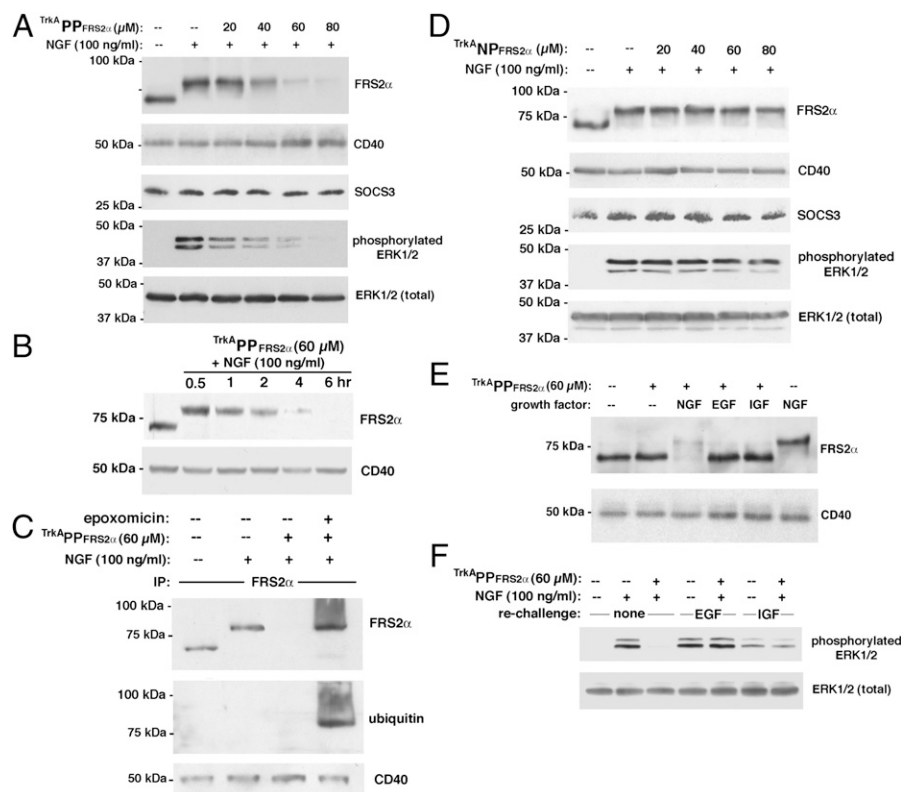 A
TrkAPPFRS2α (μM): -- -- 20 40 60 80
NGF (100 ng/ml): -- + + + + +
100 kDa
75 kDa
FRS2α
50 kDa
CD40
SOCS3
25 kDa
50 kDa
phosphorylated
ERK1/2
37 kDa
50 kDa
ERK1/2 (total)
37 kDa
B
TrkAPPFRS2α (60 μM)
+ NGF (100 ng/ml)
0.5 1 2 4 6 hr
75 kDa
FRS2α
50 kDa
CD40
C
epoxomicin: -- -- -- +
TrkAPPFRS2α (60 μM): -- -- + +
NGF (100 ng/ml): -- + + +
IP: FRS2α
100 kDa
FRS2α
75 kDa
100 kDa
ubiquitin
75 kDa
50 kDa
CD40
D
TrkANPFRS2α (μM): -- -- 20 40 60 80
NGF (100 ng/ml): -- + + + + +
100 kDa
FRS2α
75 kDa
50 kDa
CD40
SOCS3
25 kDa
50 kDa
phosphorylated
ERK1/2
37 kDa
50 kDa
ERK1/2 (total)
37 kDa
E
TrkAPPFRS2α (60 μM): -- + + + + --
growth factor: -- -- NGF EGF IGF NGF
75 kDa
FRS2α
50 kDa
CD40
F
TrkAPPFRS2α (60 μM): -- -- + -- + -- +
NGF (100 ng/ml): -- + + -- + -- +
re-challenge: none EGF IGF
phosphorylated
ERK1/2
ERK1/2 (total)